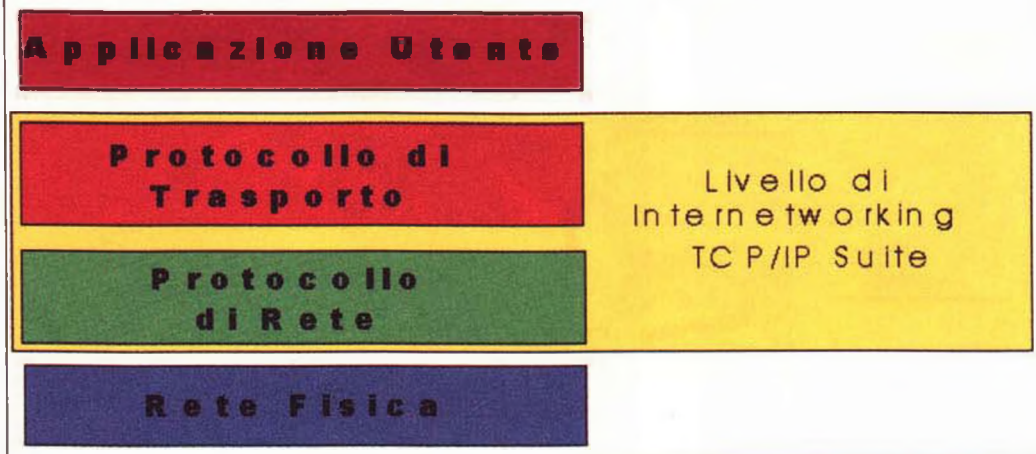 Applicazione Utente
Protocollo di
Trasporto
Livello di
Internetworking
TCP/IP Suite
Protocollo
di Rete
Rete Fisica